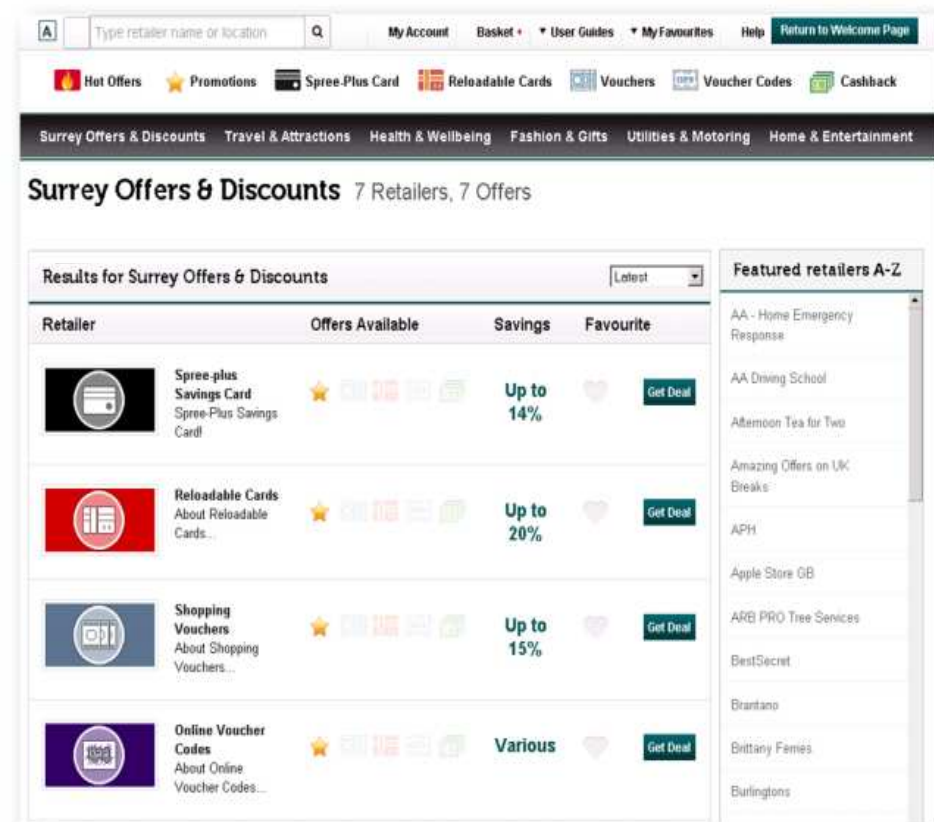 A
Type retailer name or location
My Account Basket User Guides My Favourites Help Return to Welcome Page
Hot Offers Promotions Spree-Plus Card Reloadable Cards Vouchers Voucher Codes Cashback
Surrey Offers & Discounts Travel & Attractions Health & Wellbeing Fashion & Gifts Utilities & Motoring Home & Entertainment
Surrey Offers & Discounts 7 Retailers, 7 Offers
Results for Surrey Offers & Discounts Latest
Retailer Offers Available Savings Favourite
Spree-plus
Savings Card
Spree-Plus Savings
Card!
Up to
14%
Get Deal
Reloadable Cards
About Reloadable
Cards...
Up to
20%
Get Deal
Shopping
Vouchers
About Shopping
Vouchers...
Up to
15%
Get Deal
Online Voucher
Codes
About Online
Voucher Codes...
Various
Get Deal
Featured retailers A-Z
AA - Home Emergency
Response
AA Driving School
Afternoon Tea for Two
Amazing Offers on UK
Breaks
APH
Apple Store GB
ARB PRO Tree Services
BestSecret
Brantano
Brittany Ferries
Burlingtons